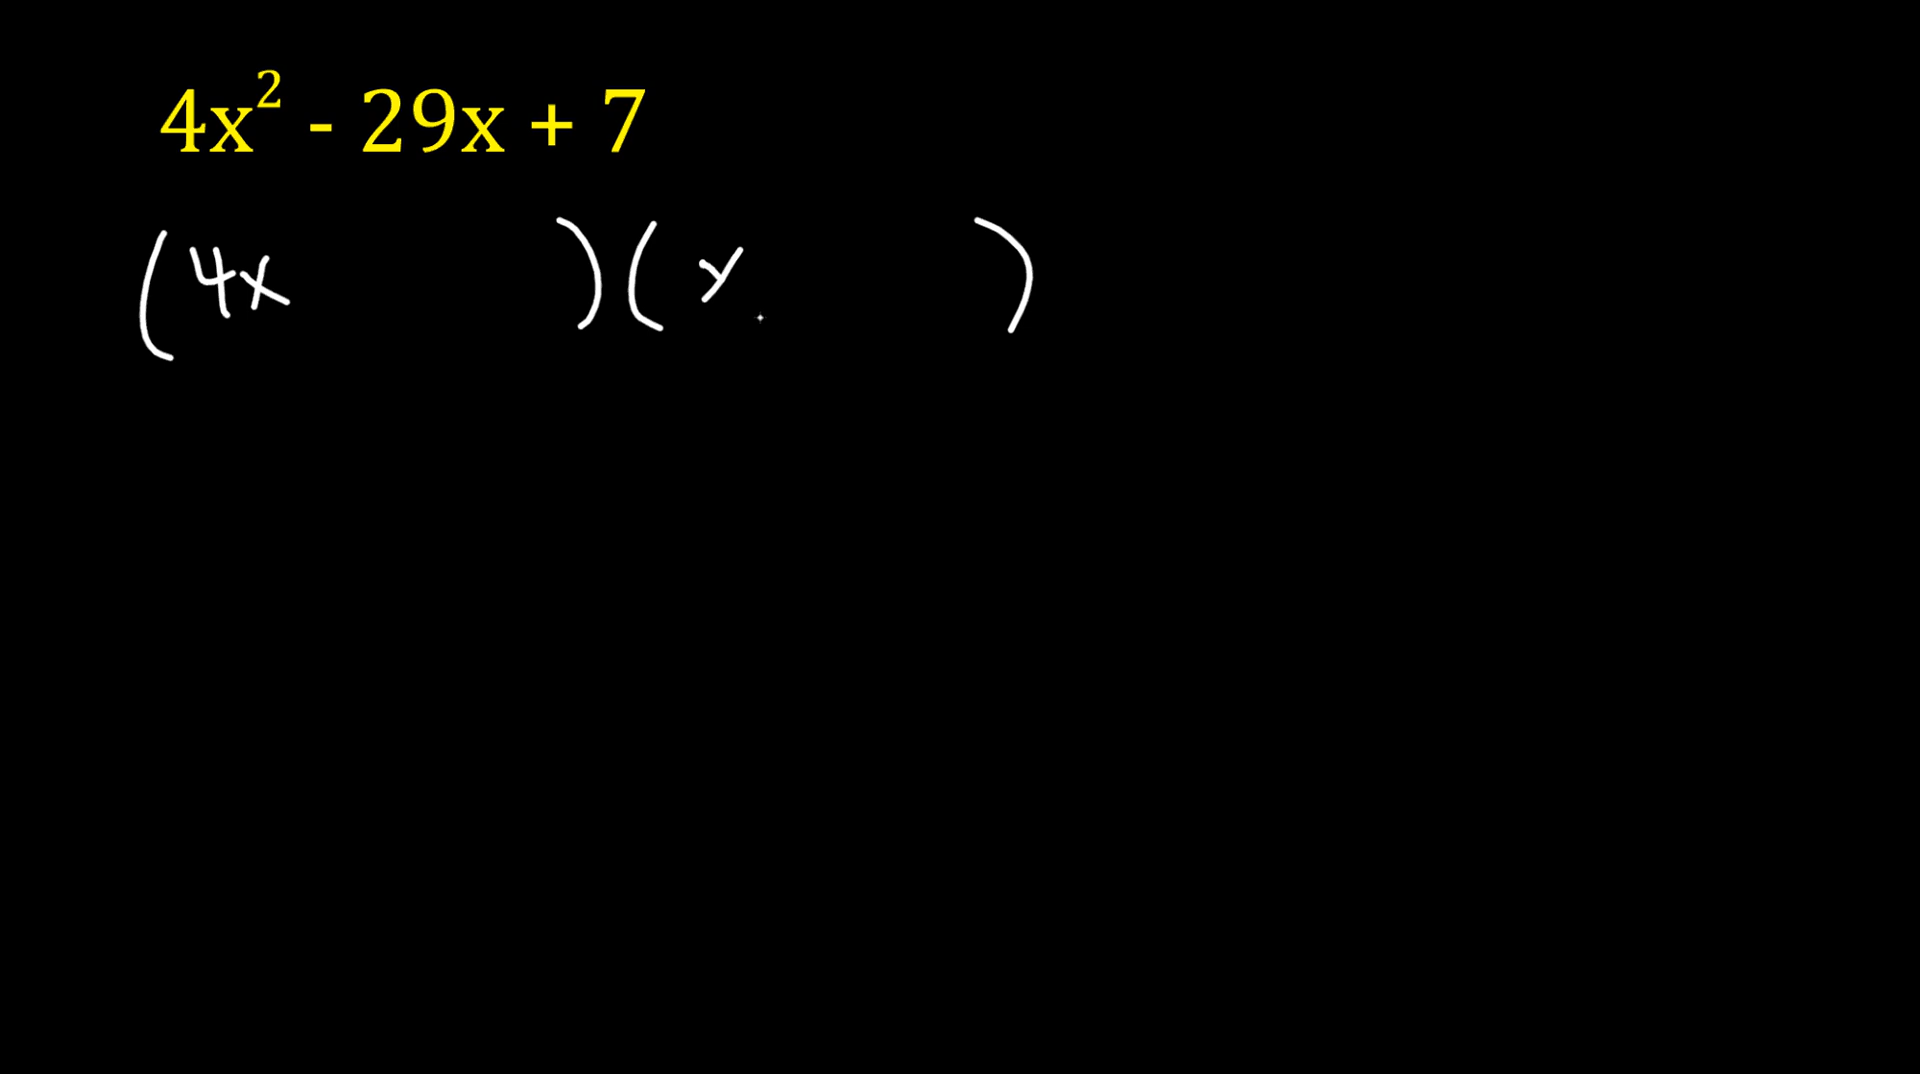 4x² - 29x + 7
(4x )(x )